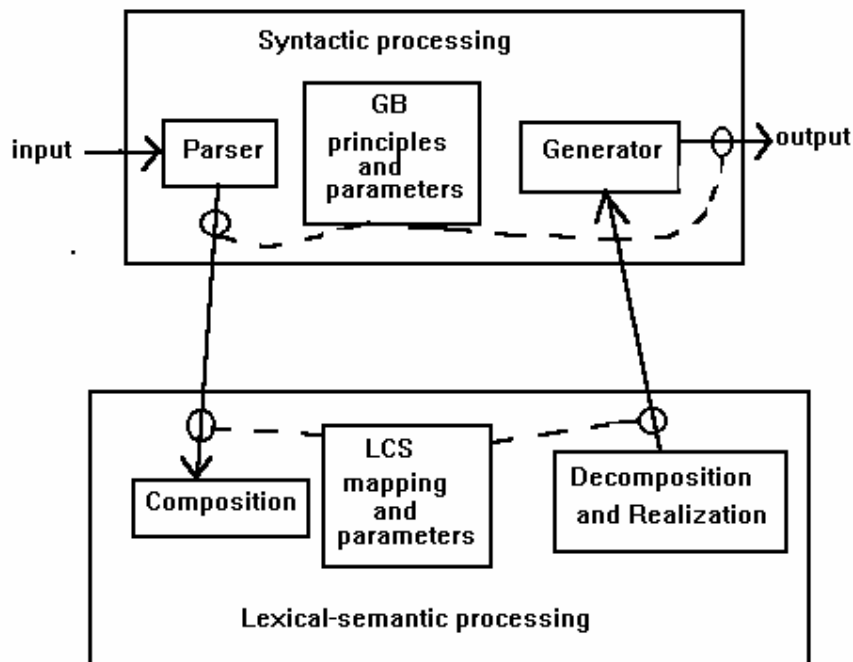 Syntactic processing
input
Parser
GB
principles
and
parameters
Generator
output
Composition
LCS
mapping
and
parameters
Decomposition
and Realization
Lexical-semantic processing